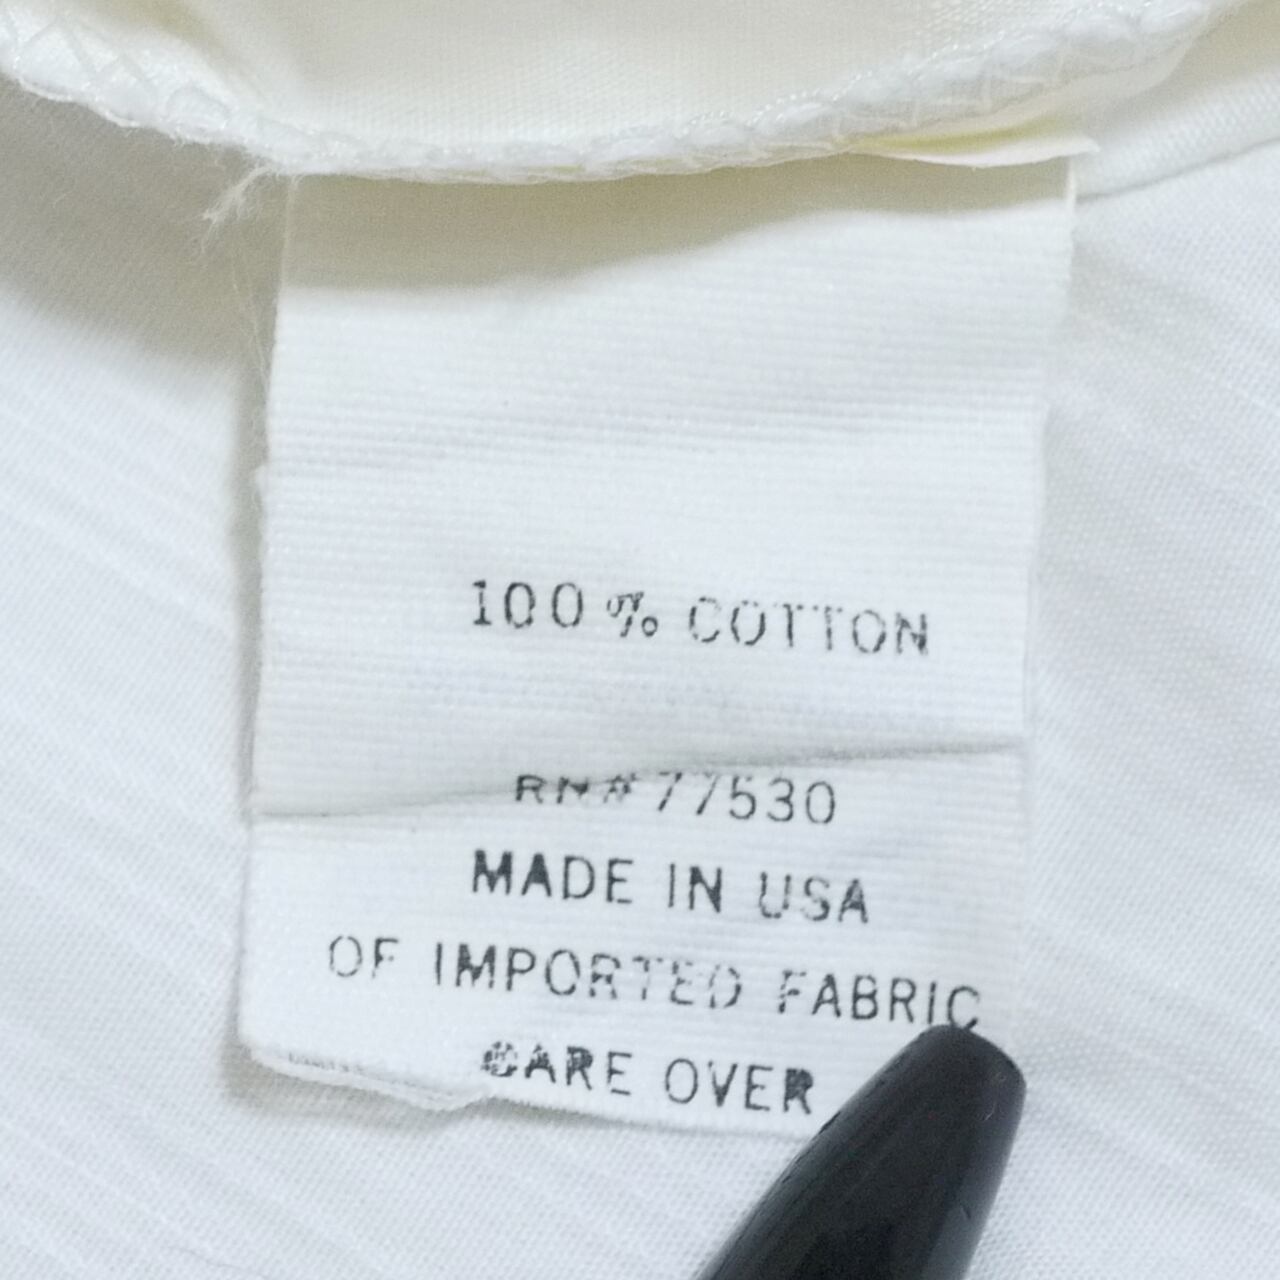 100% COTTON
RN#77530
MADE IN USA
OF IMPORTED FABRIC
CARE OVER